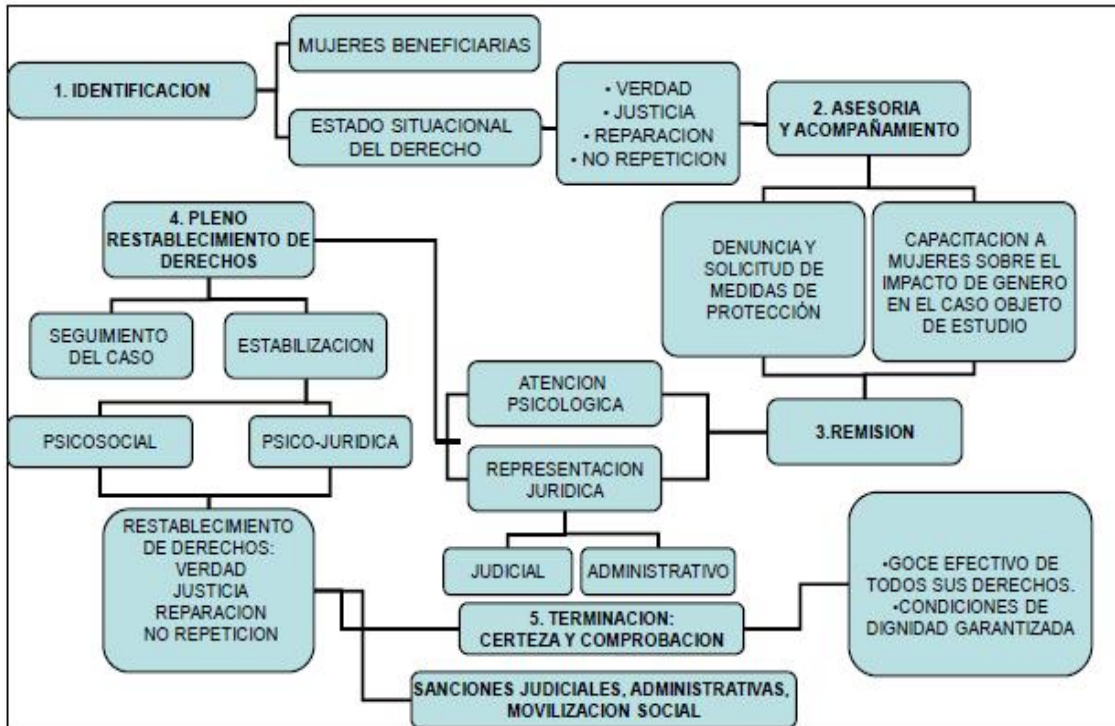 1. IDENTIFICACION
MUJERES BENEFICIARIAS
ESTADO SITUACIONAL
DEL DERECHO
• VERDAD
• JUSTICIA
• REPARACION
• NO REPETICION
2. ASESORIA
Y ACOMPAÑAMIENTO
DENUNCIA Y
SOLICITUD DE
MEDIDAS DE
PROTECCIÓN
CAPACITACION A
MUJERES SOBRE EL
IMPACTO DE GENERO
EN EL CASO OBJETO
DE ESTUDIO
3.REMISION
ATENCION
PSICOLOGICA
REPRESENTACION
JURIDICA
JUDICIAL
ADMINISTRATIVO
4. PLENO
RESTABLECIMIENTO DE
DERECHOS
SEGUIMIENTO
DEL CASO
ESTABILIZACION
PSICOSOCIAL
PSICO-JURIDICA
RESTABLECIMIENTO
DE DERECHOS:
VERDAD
JUSTICIA
REPARACION
NO REPETICION
5. TERMINACION:
CERTEZA Y COMPROBACION
•GOCE EFECTIVO DE
TODOS SUS DERECHOS.
•CONDICIONES DE
DIGNIDAD GARANTIZADA
SANCIONES JUDICIALES, ADMINISTRATIVAS,
MOVILIZACION SOCIAL